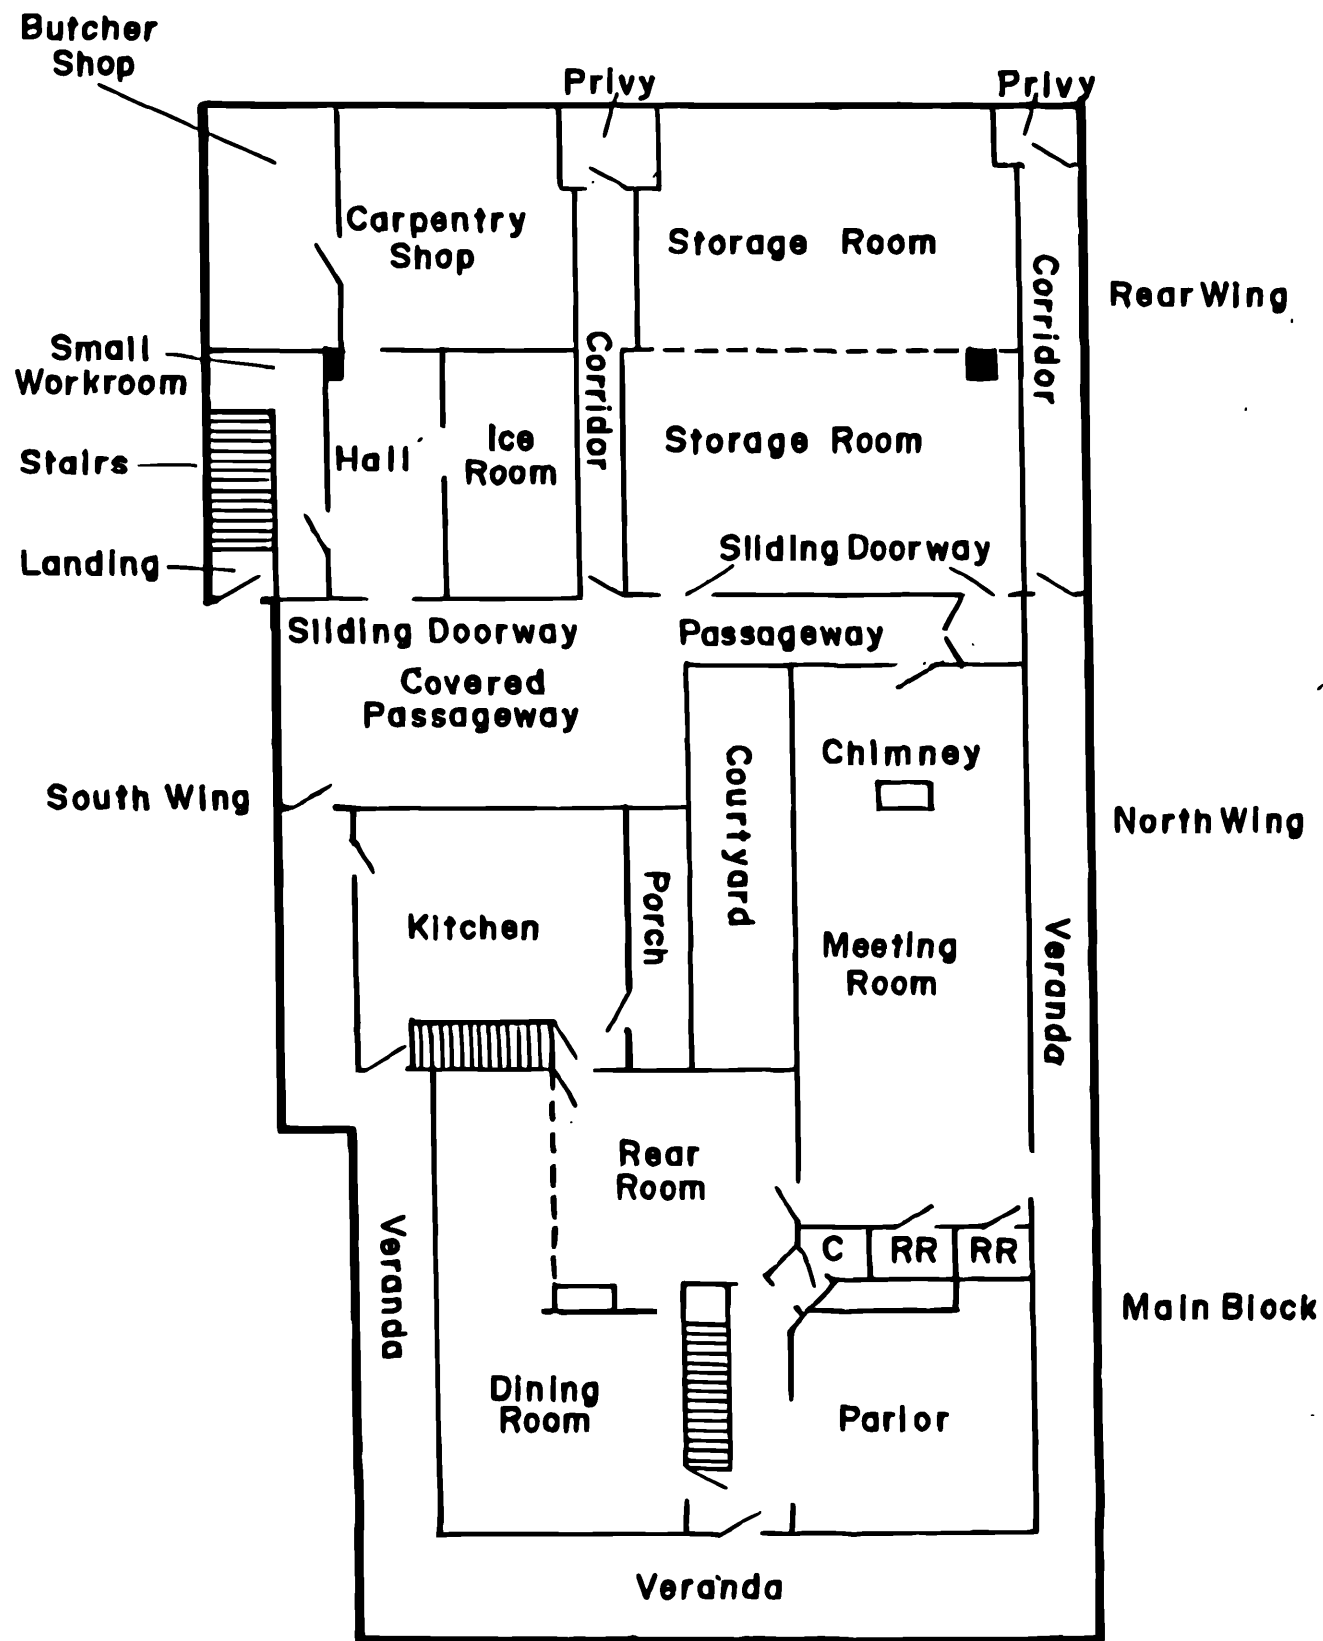 Butcher
Shop
Privy
Privy
Carpentry
Shop
Storage Room
Corridor
Rear Wing
Small
Workroom
Corridor
Stairs
Hall
Ice
Room
Storage Room
Landing
Sliding Doorway
Sliding Doorway
Passageway
Covered
Passageway
South Wing
Courtyard
Chimney
North Wing
Kitchen
Porch
Meeting
Room
Veranda
Rear
Room
Veranda
C
RR
RR
Main Block
Dining
Room
Parlor
Veranda